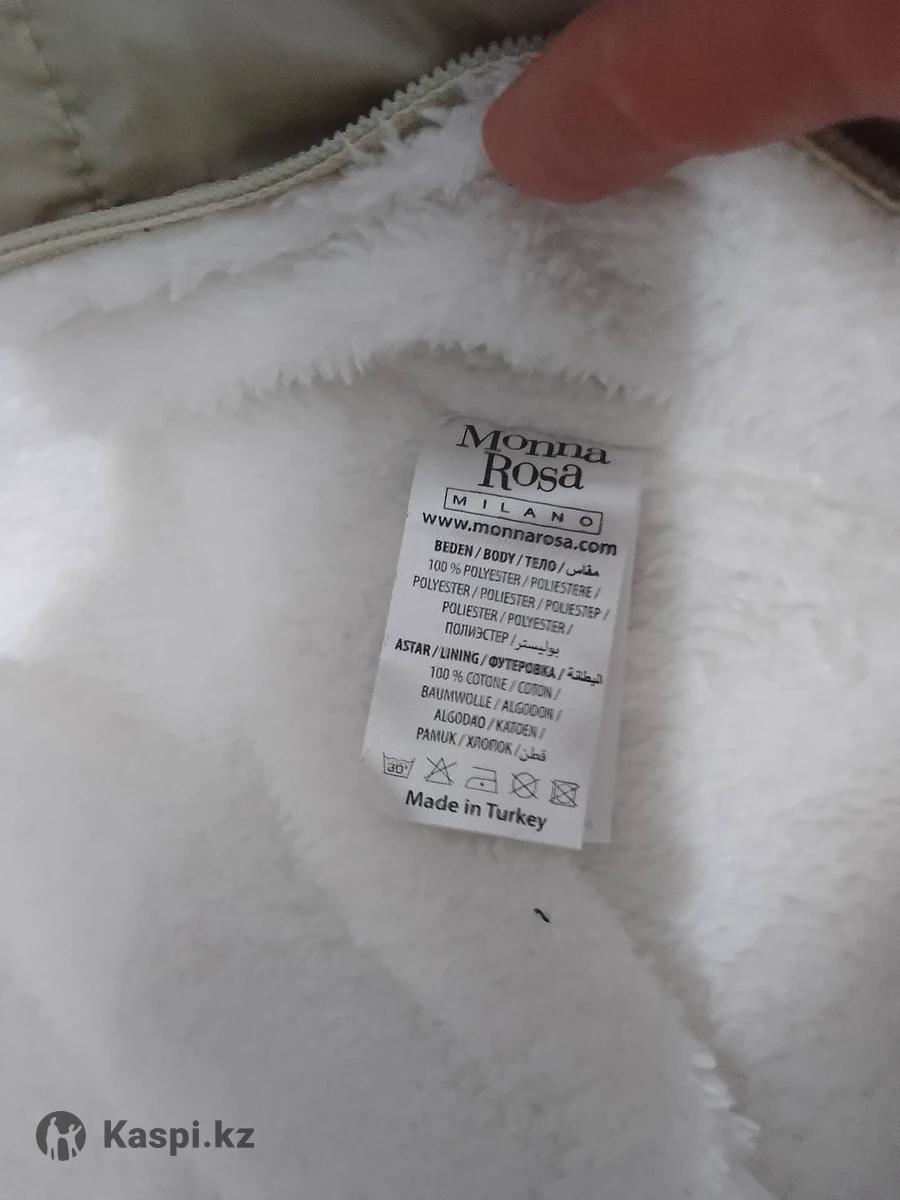 Monna
Rosa
MILANO
www.monnarosa.com
BEDEN / BODY / ТЕЛО / مقاس
100 % POLYESTER / POLIESTERE /
POLYESTER / POLIESTER / POLIESTEP /
POLIESTER / POLYESTER /
ПОЛИЭСТЕР / بوليستر
ASTAR / LINING / ФУТЕРОВКА / البطانة
100 % COTONE / COTON /
BAUMWOLLE / ALGODON /
ALGODAO / KATOEN /
PAMUK / ХЛОПОК / قطن
30°
Made in Turkey
Kaspi.kz